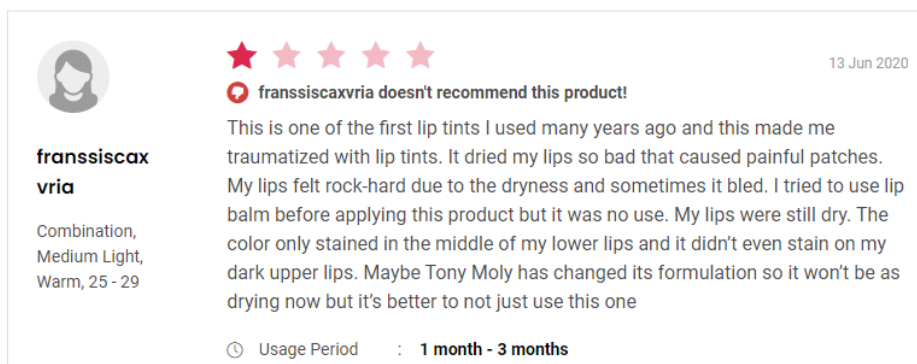 13 Jun 2020
franssiscaxvria doesn't recommend this product!
franssiscax
vria
Combination,
Medium Light,
Warm, 25 - 29
This is one of the first lip tints I used many years ago and this made me
traumatized with lip tints. It dried my lips so bad that caused painful patches.
My lips felt rock-hard due to the dryness and sometimes it bled. I tried to use lip
balm before applying this product but it was no use. My lips were still dry. The
color only stained in the middle of my lower lips and it didn’t even stain on my
dark upper lips. Maybe Tony Moly has changed its formulation so it won’t be as
drying now but it’s better to not just use this one
Usage Period : 1 month - 3 months